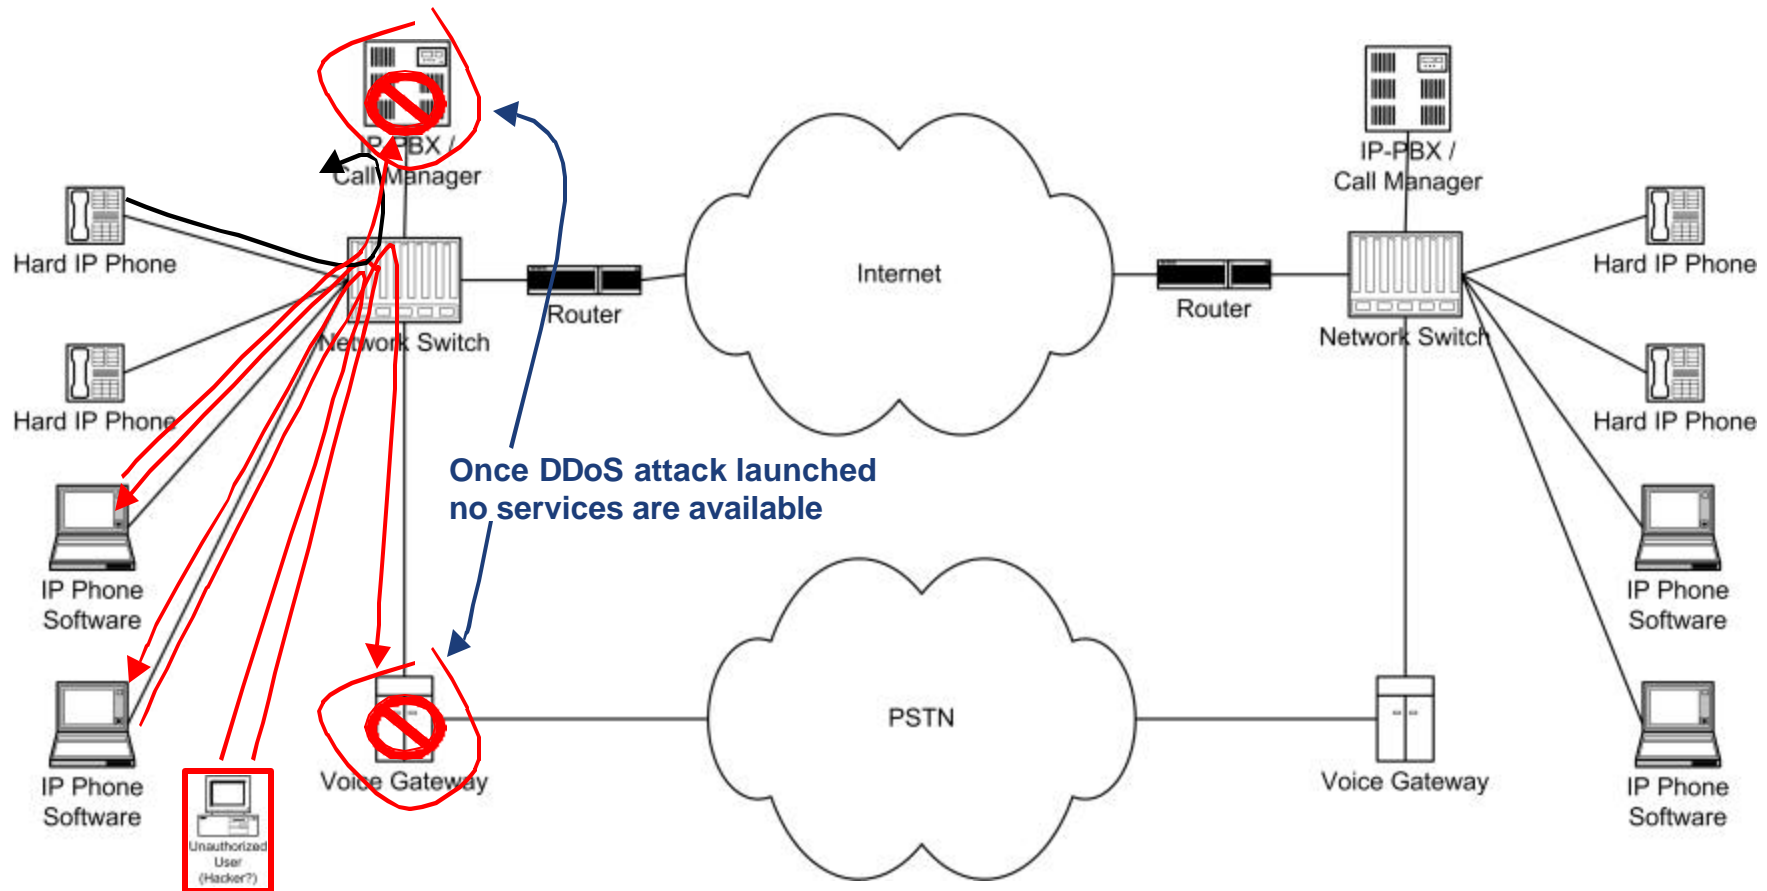 IP-PBX /
Call Manager
IP-PBX /
Call Manager
Hard IP Phone
Hard IP Phone
Internet
Router
Router
Network Switch
Network Switch
Hard IP Phone
Hard IP Phone
Once DDoS attack launched
no services are available
IP Phone
Software
IP Phone
Software
PSTN
Voice Gateway
Voice Gateway
IP Phone
Software
IP Phone
Software
Unauthorized
User
(Hacker?)